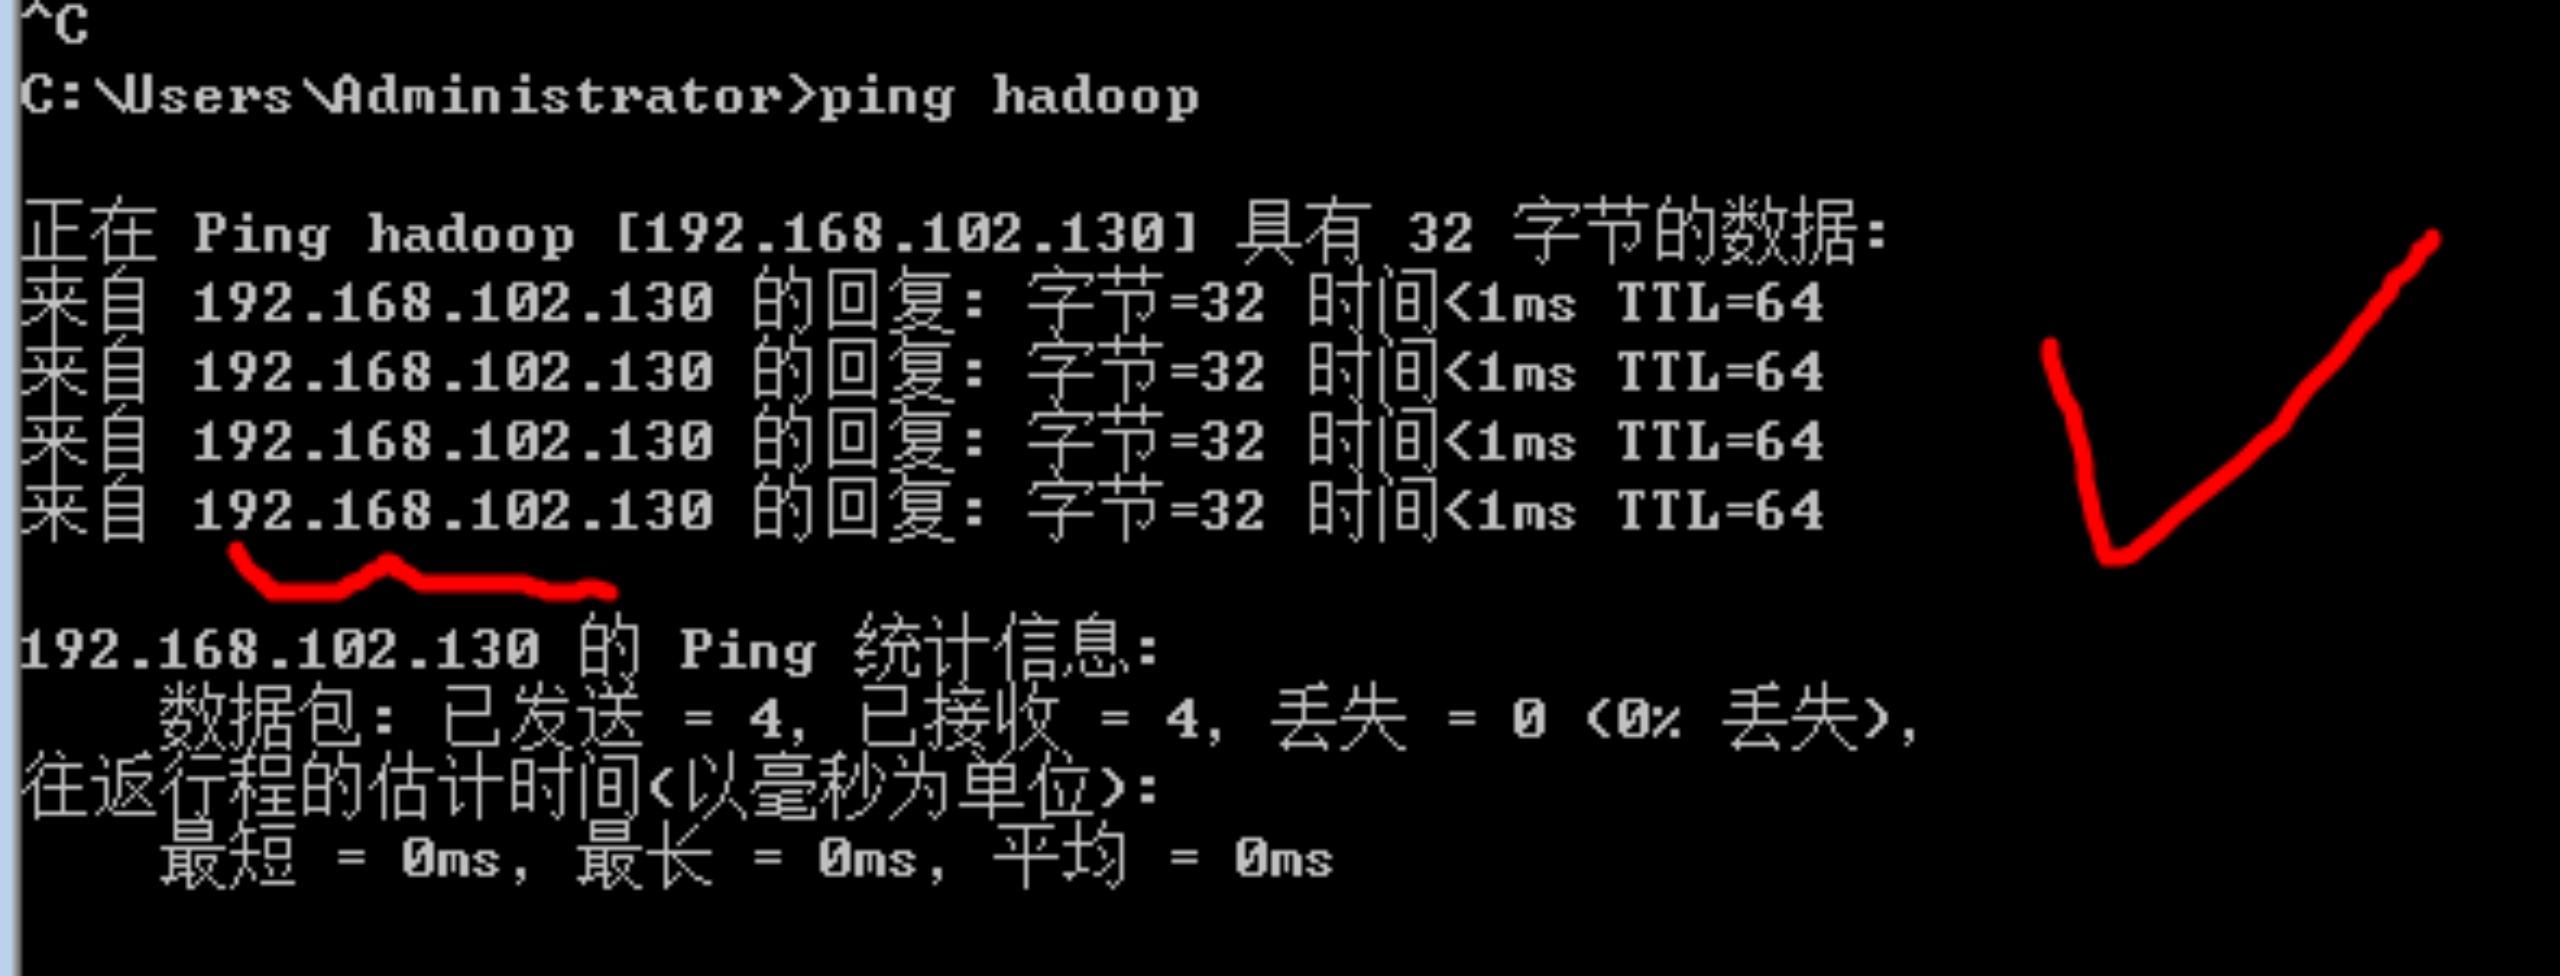 ^C
C:\Users\Administrator>ping hadoop
正在 Ping hadoop [192.168.102.130] 具有 32 字节的数据:
来自 192.168.102.130 的回复: 字节=32 时间<1ms TTL=64
来自 192.168.102.130 的回复: 字节=32 时间<1ms TTL=64
来自 192.168.102.130 的回复: 字节=32 时间<1ms TTL=64
来自 192.168.102.130 的回复: 字节=32 时间<1ms TTL=64
192.168.102.130 的 Ping 统计信息:
    数据包: 已发送 = 4, 已接收 = 4, 丢失 = 0 (0% 丢失),
往返行程的估计时间(以毫秒为单位):
    最短 = 0ms, 最长 = 0ms, 平均 = 0ms